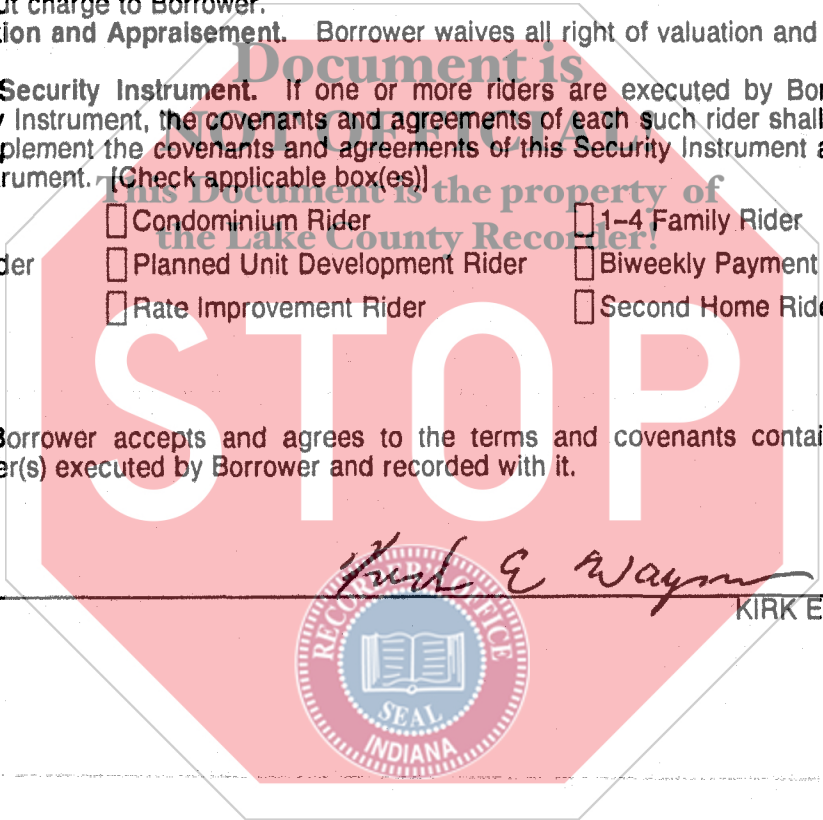 ut charge to Borrower.
tion and Appraisement. Borrower waives all right of valuation and
Document is
Security Instrument. If one or more riders are executed by Bor
y Instrument, the covenants and agreements of each such rider shall
NOT OFFICIAL!
plement the covenants and agreements of this Security Instrument a
rument. [Check applicable box(es)]
This Document is the property of
Condominium Rider 1-4 Family Rider
the Lake County Recorder!
der Planned Unit Development Rider Biweekly Payment
Rate Improvement Rider Second Home Ride
STOP
Borrower accepts and agrees to the terms and covenants contai
er(s) executed by Borrower and recorded with it.
Kirk E Waym
KIRK E
RECORDER'S OFFICE
SEAL
INDIANA